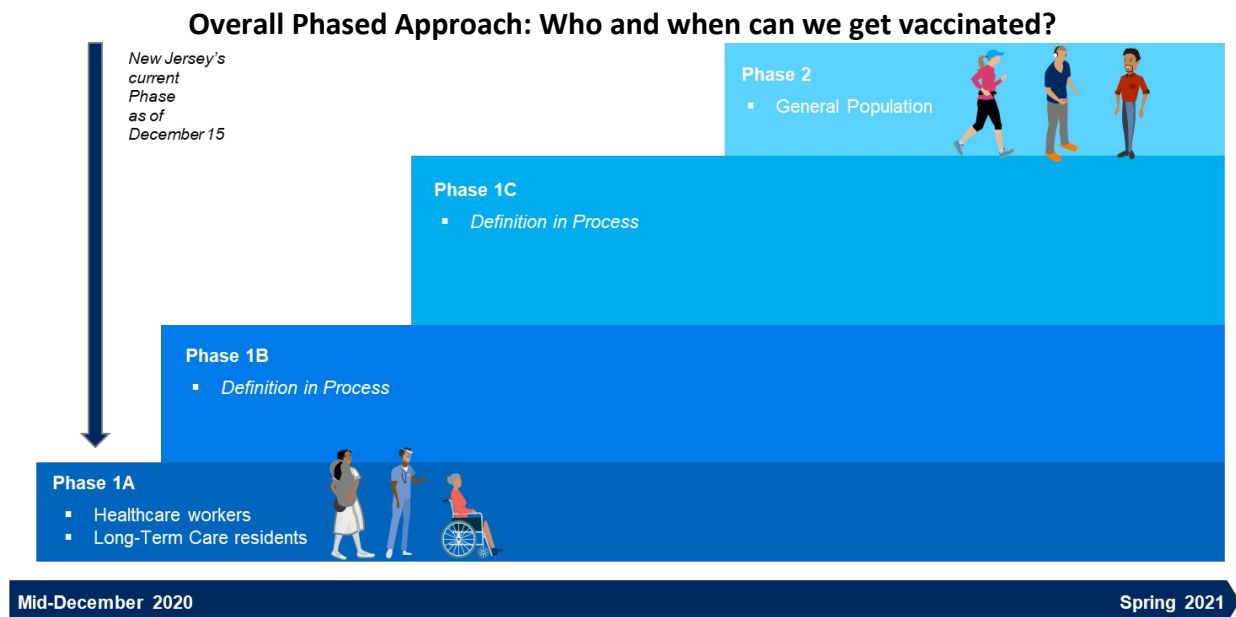 Overall Phased Approach: Who and when can we get vaccinated?
New Jersey's
current
Phase
as of
December 15
Phase 2
▪ General Population
Phase 1C
▪ Definition in Process
Phase 1B
▪ Definition in Process
Phase 1A
▪ Healthcare workers
▪ Long-Term Care residents
Mid-December 2020
Spring 2021